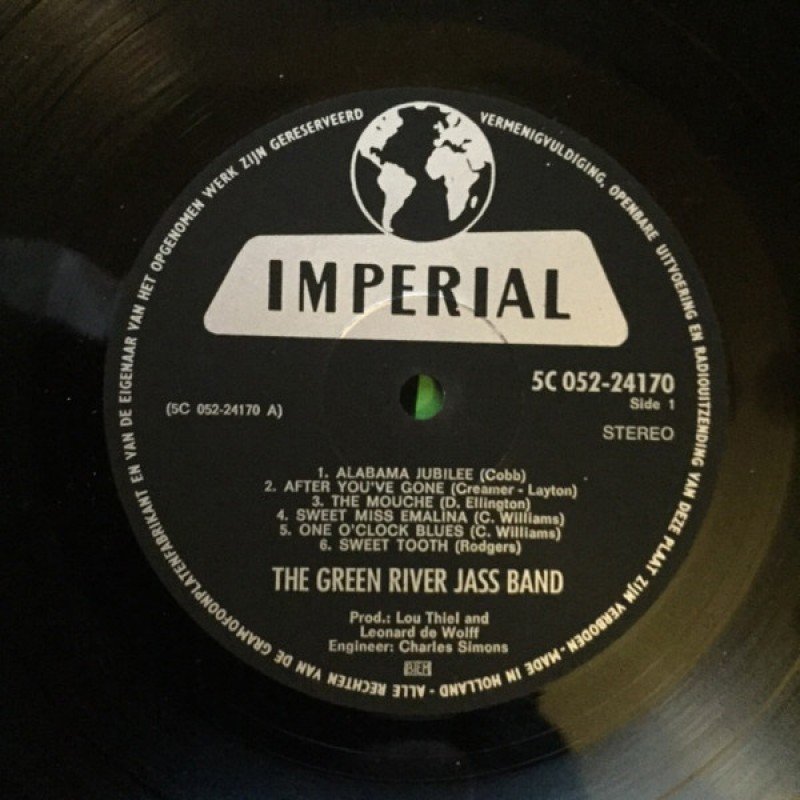 ALLE RECHTEN VAN DE GRAMOFOONPLATENFABRIKANT EN VAN DE EIGENAAR VAN HET OPGENOMEN WERK ZIJN GERESERVEERD
VERMENIGVULDIGING, OPENBARE UITVOERING EN RADIOUITZENDING VAN DEZE PLAAT ZIJN VERBODEN - MADE IN HOLLAND -
IMPERIAL
5C 052-24170
(5C 052-24170 A)
Side 1
STEREO
1. ALABAMA JUBILEE (Cobb)
2. AFTER YOU'VE GONE (Creamer - Layton)
3. THE MOUCHE (D. Ellington)
4. SWEET MISS EMALINA (C. Williams)
5. ONE O'CLOCK BLUES (C. Williams)
6. SWEET TOOTH (Rodgers)
THE GREEN RIVER JASS BAND
Prod.: Lou Thiel and
Leonard de Wolff
Engineer: Charles Simons
BIEM